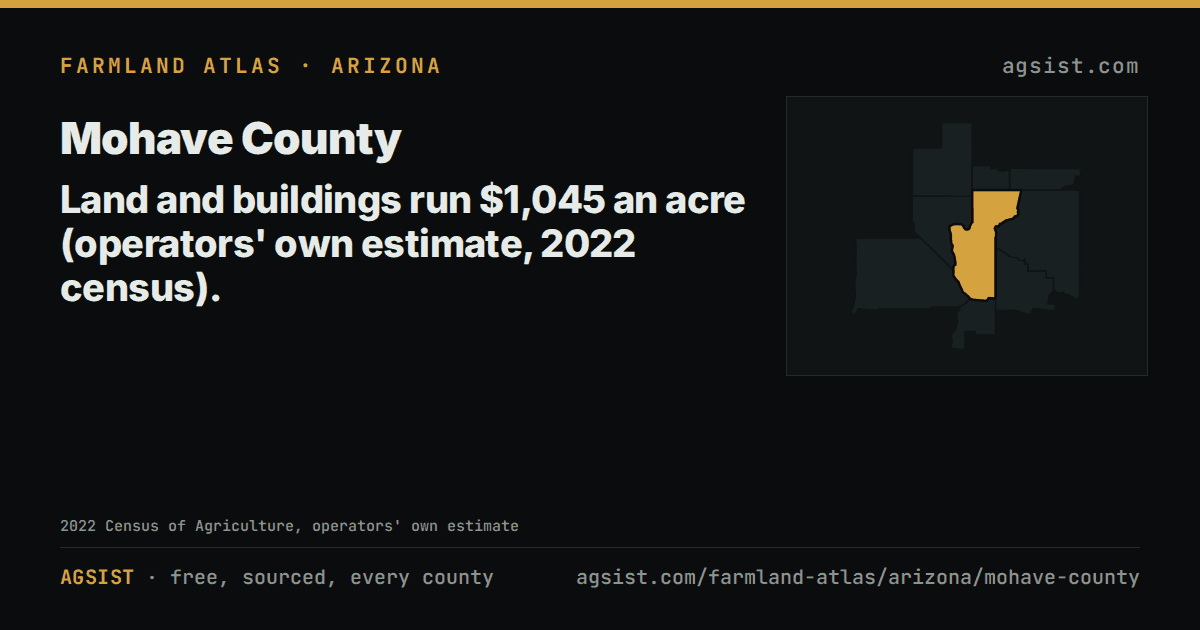 FARMLAND ATLAS · ARIZONA
agsist.com
Mohave County
Land and buildings run $1,045 an acre
(operators' own estimate, 2022
census).
2022 Census of Agriculture, operators' own estimate
AGSIST · free, sourced, every county
agsist.com/farmland-atlas/arizona/mohave-county